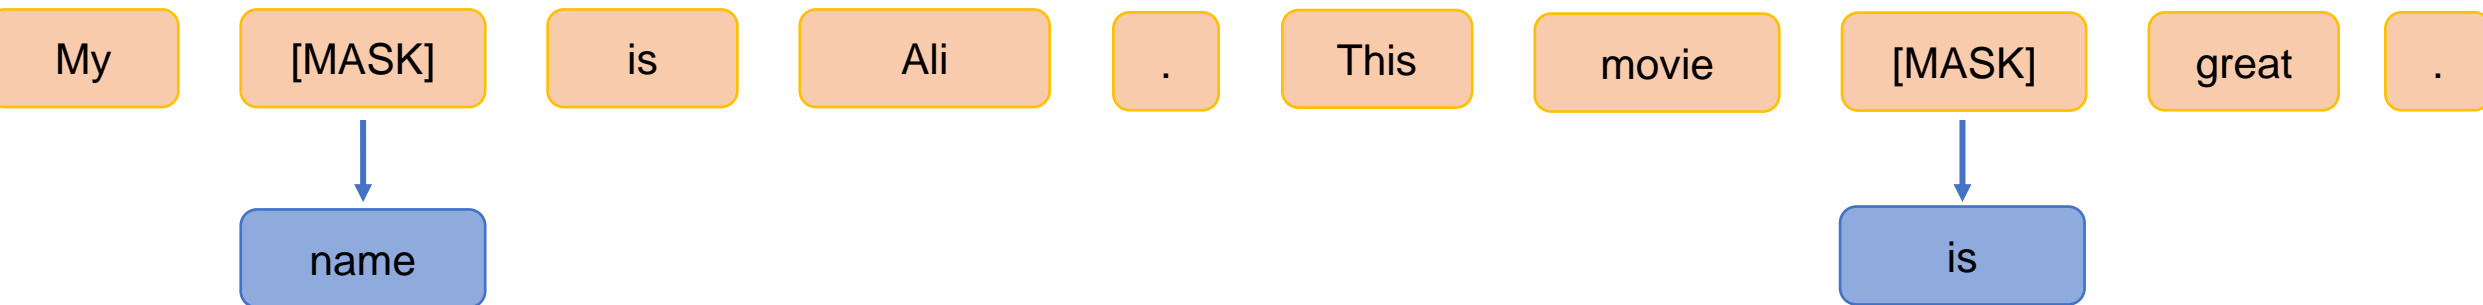 My [MASK] is Ali . This movie [MASK] great .
name is